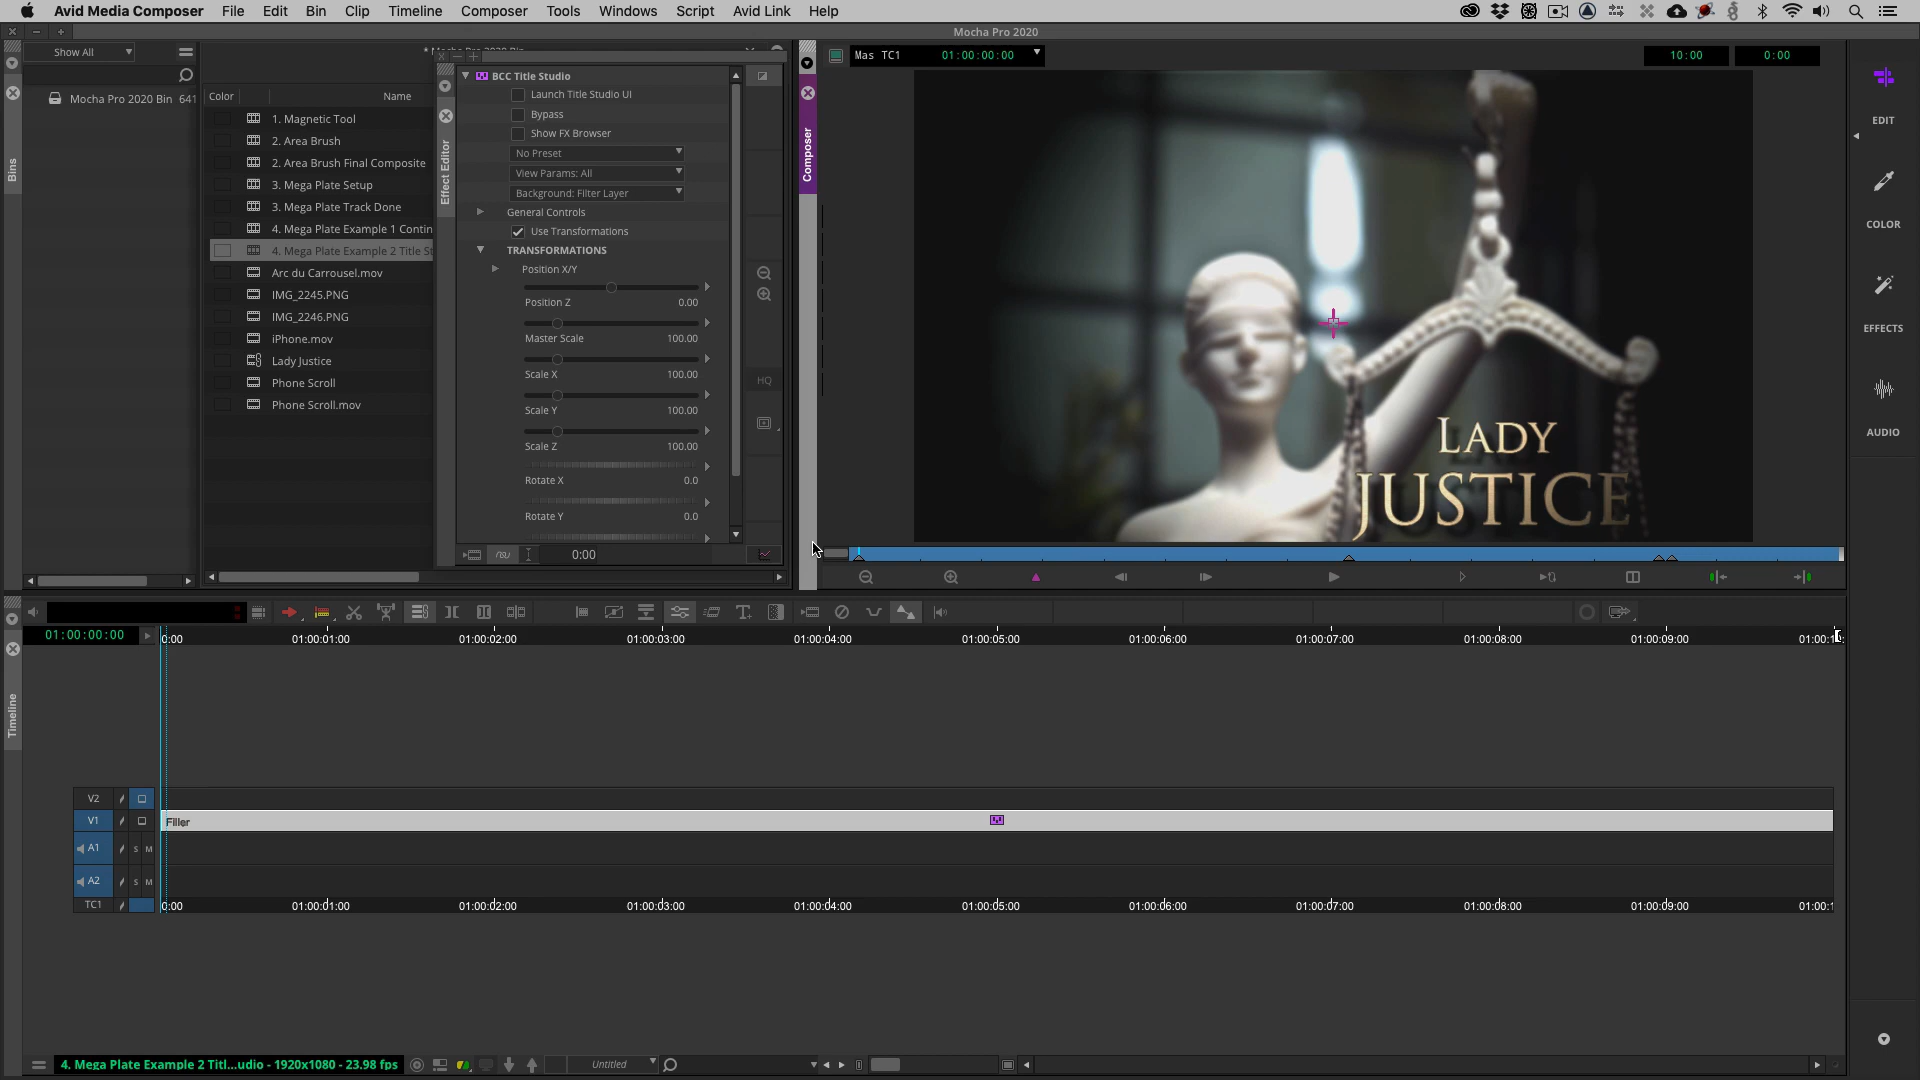 Avid Media Composer File Edit Bin Clip Timeline Composer Tools Windows Script Avid Link Help
Mocha Pro 2020
Show All
Mocha Pro 2020 Bin 641
Bins
Color Name
1. Magnetic Tool
2. Area Brush
2. Area Brush Final Composite
3. Mega Plate Setup
3. Mega Plate Track Done
4. Mega Plate Example 1 Contin
4. Mega Plate Example 2 Title St
Arc du Carrousel.mov
IMG_2245.PNG
IMG_2246.PNG
iPhone.mov
Lady Justice
Phone Scroll
Phone Scroll.mov
Effect Editor
BCC Title Studio
Launch Title Studio UI
Bypass
Show FX Browser
No Preset
View Params: All
Background: Filter Layer
General Controls
Use Transformations
TRANSFORMATIONS
Position X/Y
Position Z 0.00
Master Scale 100.00
Scale X 100.00
Scale Y 100.00
Scale Z 100.00
Rotate X 0.0
Rotate Y 0.0
0:00
HQ
Composer
Mas TC1 01:00:00:00 10:00 0:00
LADY
JUSTICE
EDIT
COLOR
EFFECTS
AUDIO
Timeline
01:00:00:00
0:00 01:00:01:00 01:00:02:00 01:00:03:00 01:00:04:00 01:00:05:00 01:00:06:00 01:00:07:00 01:00:08:00 01:00:09:00
V2
V1 Filler
A1 S M
A2 S M
TC1 0:00 01:00:01:00 01:00:02:00 01:00:03:00 01:00:04:00 01:00:05:00 01:00:06:00 01:00:07:00 01:00:08:00 01:00:09:00 01:00:1
4. Mega Plate Example 2 Titl...udio - 1920x1080 - 23.98 fps Untitled